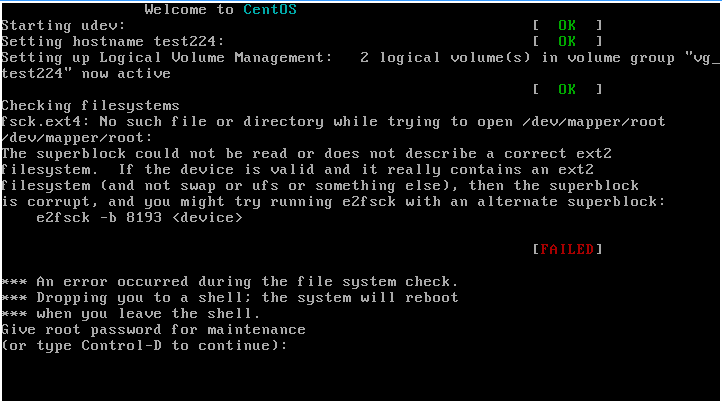 Welcome to CentOS
Starting udev: [ OK ]
Setting hostname test224: [ OK ]
Setting up Logical Volume Management: 2 logical volume(s) in volume group "vg_
test224" now active
[ OK ]
Checking filesystems
fsck.ext4: No such file or directory while trying to open /dev/mapper/root
/dev/mapper/root:
The superblock could not be read or does not describe a correct ext2
filesystem. If the device is valid and it really contains an ext2
filesystem (and not swap or ufs or something else), then the superblock
is corrupt, and you might try running e2fsck with an alternate superblock:
e2fsck -b 8193 <device>
[FAILED]
*** An error occurred during the file system check.
*** Dropping you to a shell; the system will reboot
*** when you leave the shell.
Give root password for maintenance
(or type Control-D to continue):